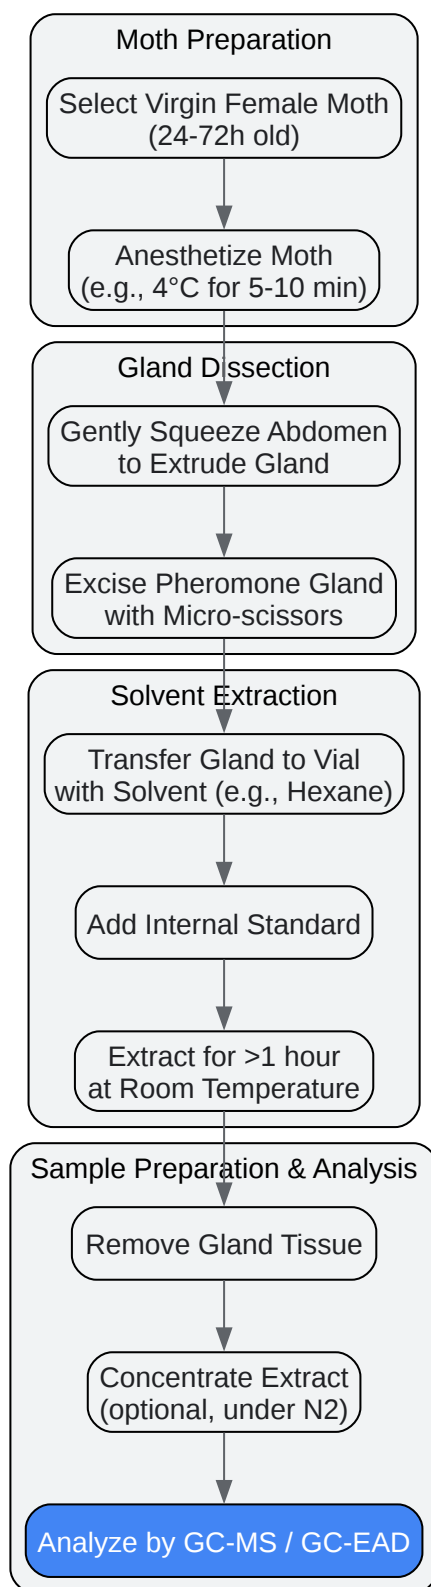 Moth Preparation
Select Virgin Female Moth
(24-72h old)
Anesthetize Moth
(e.g., 4°C for 5-10 min)
Gland Dissection
Gently Squeeze Abdomen
to Extrude Gland
Excise Pheromone Gland
with Micro-scissors
Solvent Extraction
Transfer Gland to Vial
with Solvent (e.g., Hexane)
Add Internal Standard
Extract for >1 hour
at Room Temperature
Sample Preparation & Analysis
Remove Gland Tissue
Concentrate Extract
(optional, under N2)
Analyze by GC-MS / GC-EAD